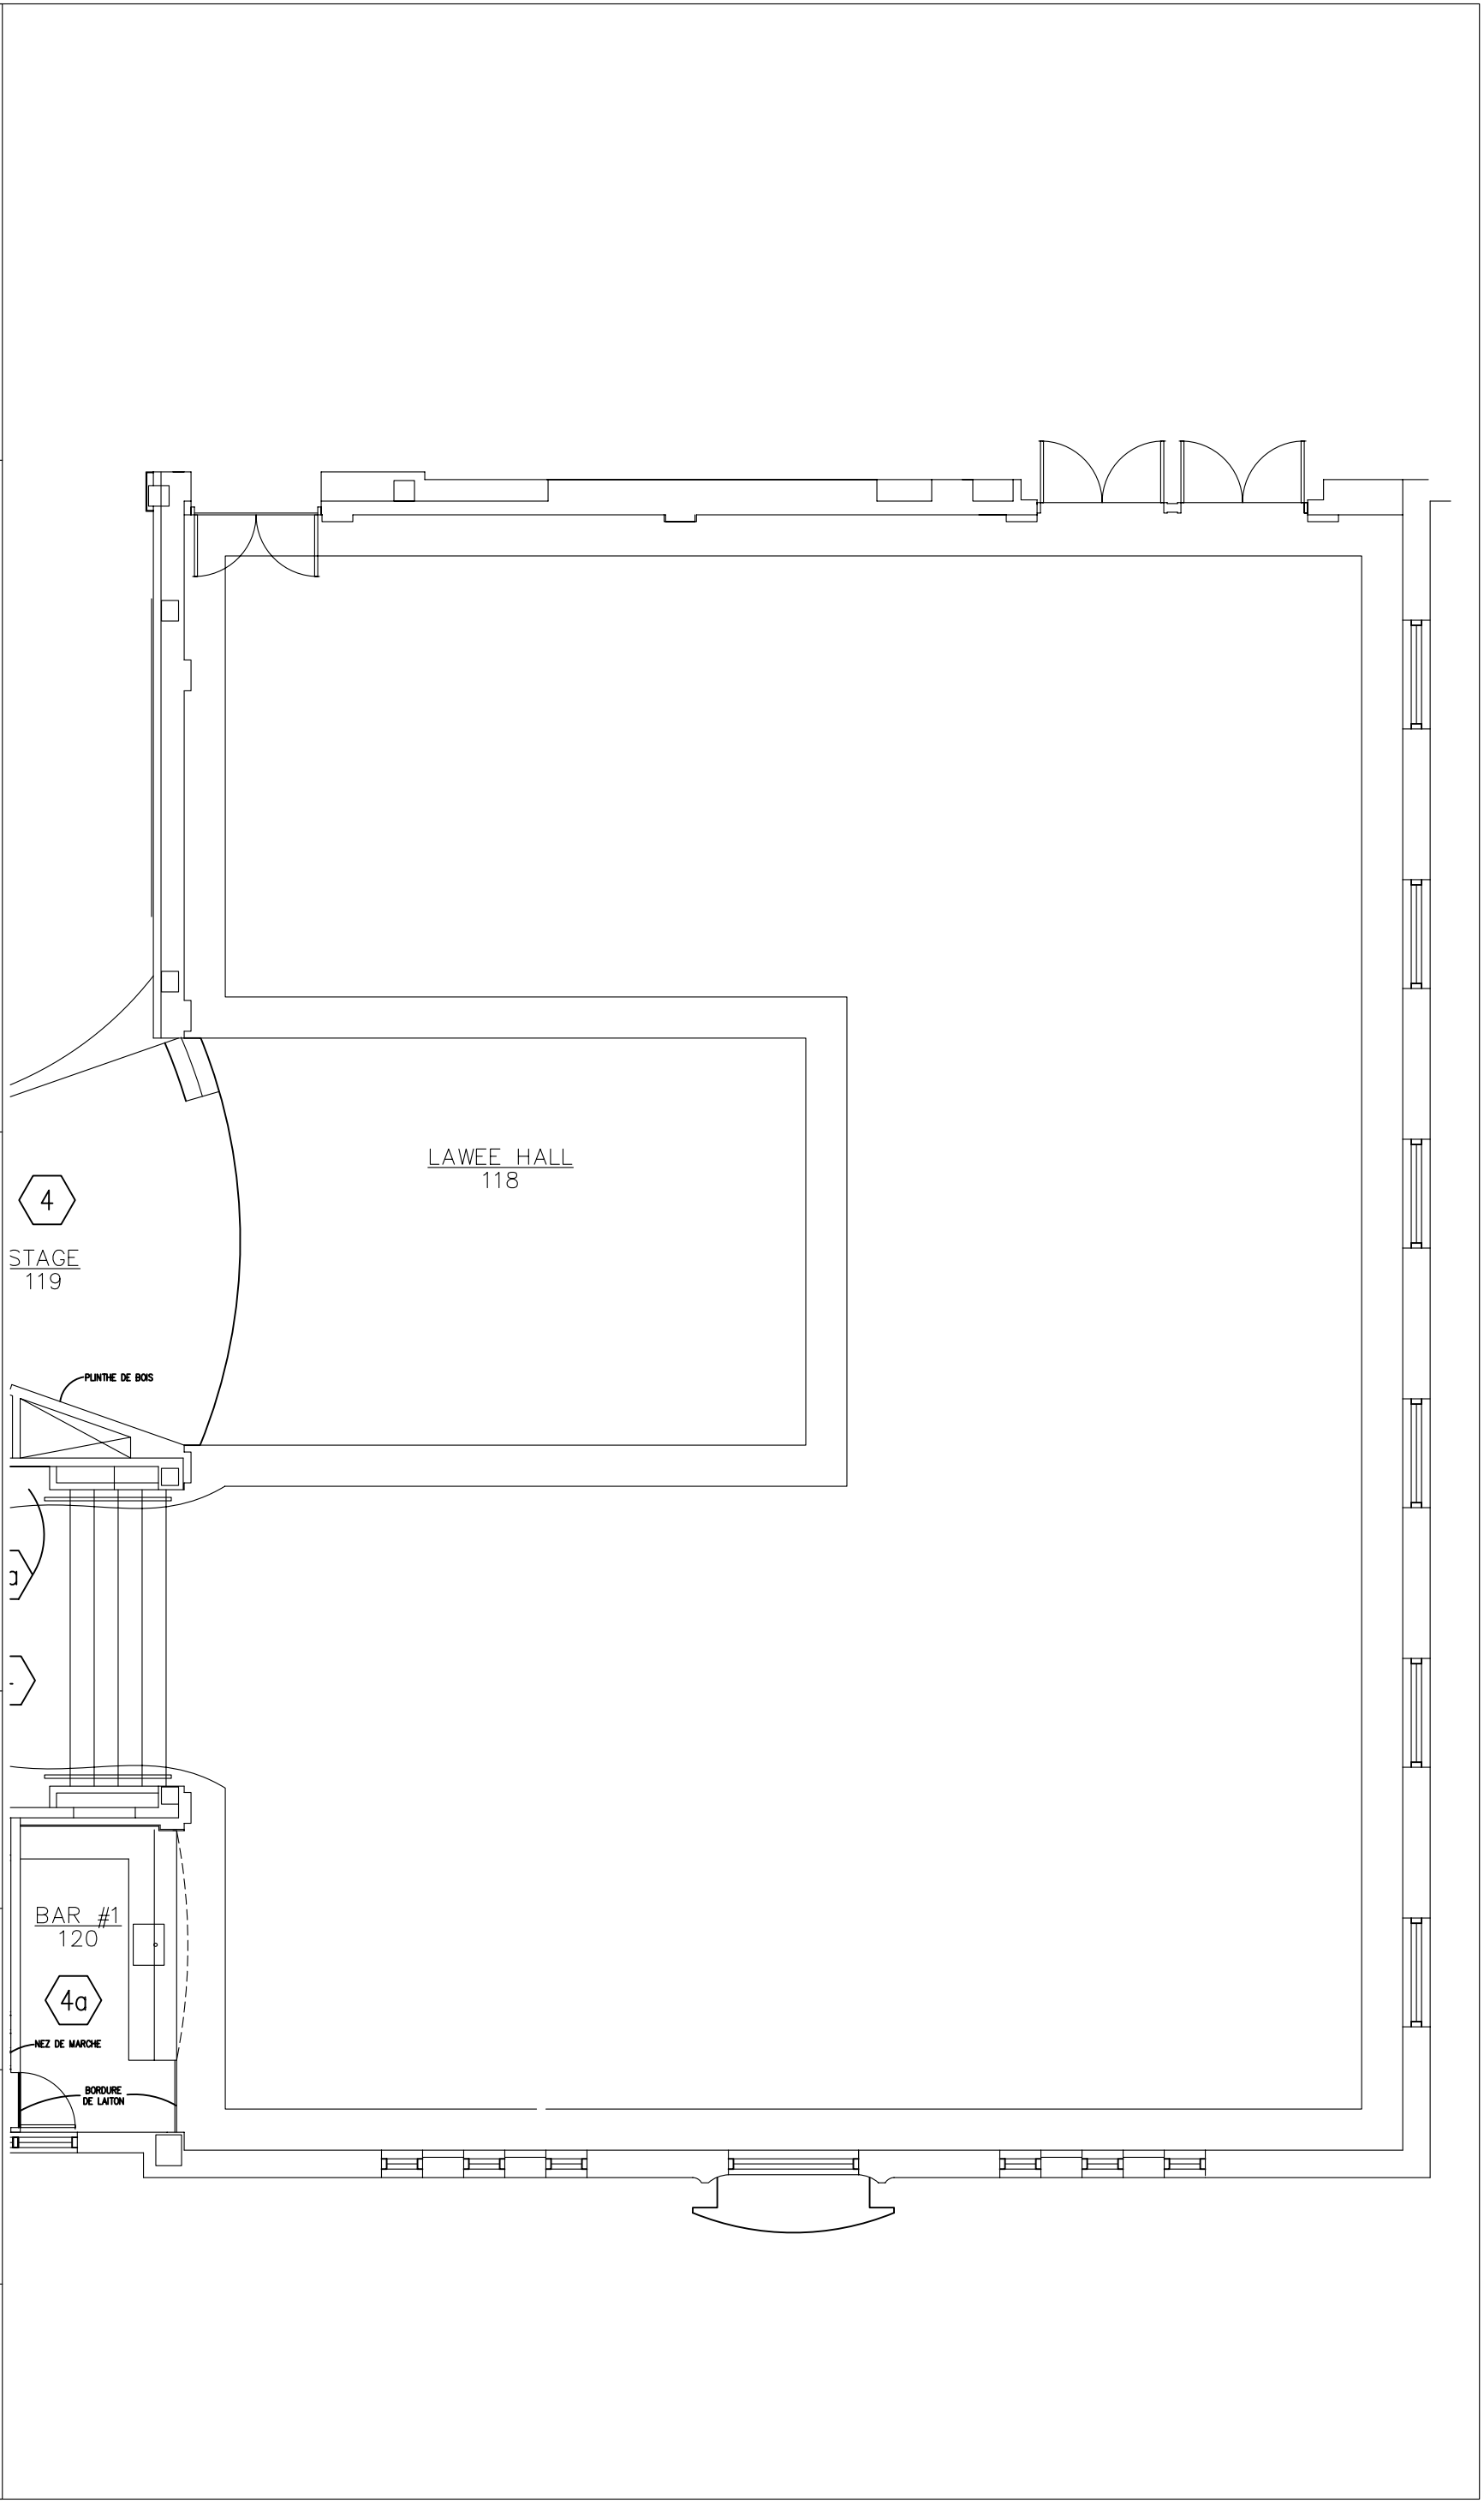 LAWEE HALL
118
4
STAGE
119
PLINTHE DE BOIS
a
BAR #1
120
4a
NEZ DE MARCHE
BORDURE
DE LAITON